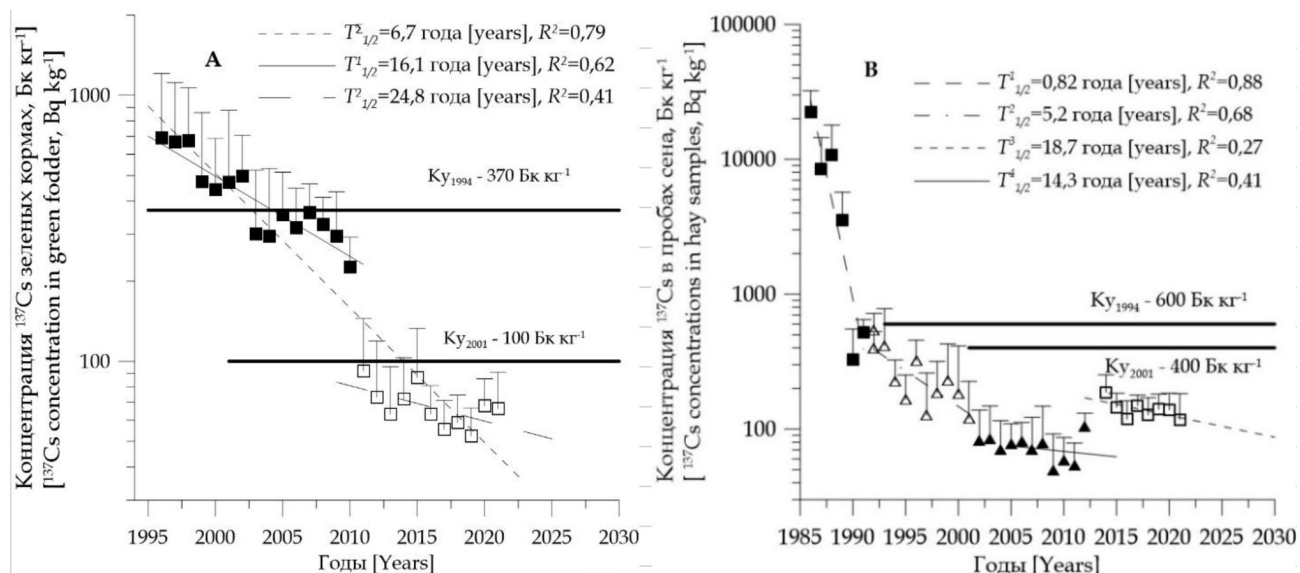 Концентрация ¹³⁷Cs зеленых кормах, Бк кг⁻¹
[¹³⁷Cs concentration in green fodder, Bq kg⁻¹]
1000
100
A
T^Σ_1/2=6,7 года [years], R²=0,79
T¹_1/2=16,1 года [years], R²=0,62
T²_1/2=24,8 года [years], R²=0,41
Ку₁₉₉₄ - 370 Бк кг⁻¹
Ку₂₀₀₁ - 100 Бк кг⁻¹
1995 2000 2005 2010 2015 2020 2025 2030
Годы [Years]
Концентрация ¹³⁷Cs в пробах сена, Бк кг⁻¹
[ ¹³⁷Cs concentrations in hay samples, Bq kg⁻¹]
100000
10000
1000
100
B
T¹_1/2=0,82 года [years], R²=0,88
T²_1/2=5,2 года [years], R²=0,68
T³_1/2=18,7 года [years], R²=0,27
T⁴_1/2=14,3 года [years], R²=0,41
Ку₁₉₉₄ - 600 Бк кг⁻¹
Ку₂₀₀₁ - 400 Бк кг⁻¹
1985 1990 1995 2000 2005 2010 2015 2020 2025 2030
Годы [Years]